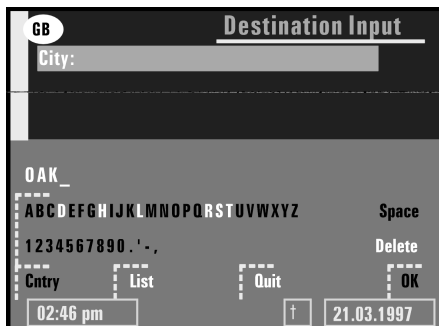 GB Destination Input
City:
OAK_
ABCDEFGHIJKLMNOPQRSTUVWXYZ Space
1234567890.'-, Delete
Cntry List Quit OK
02:46 pm † 21.03.1997